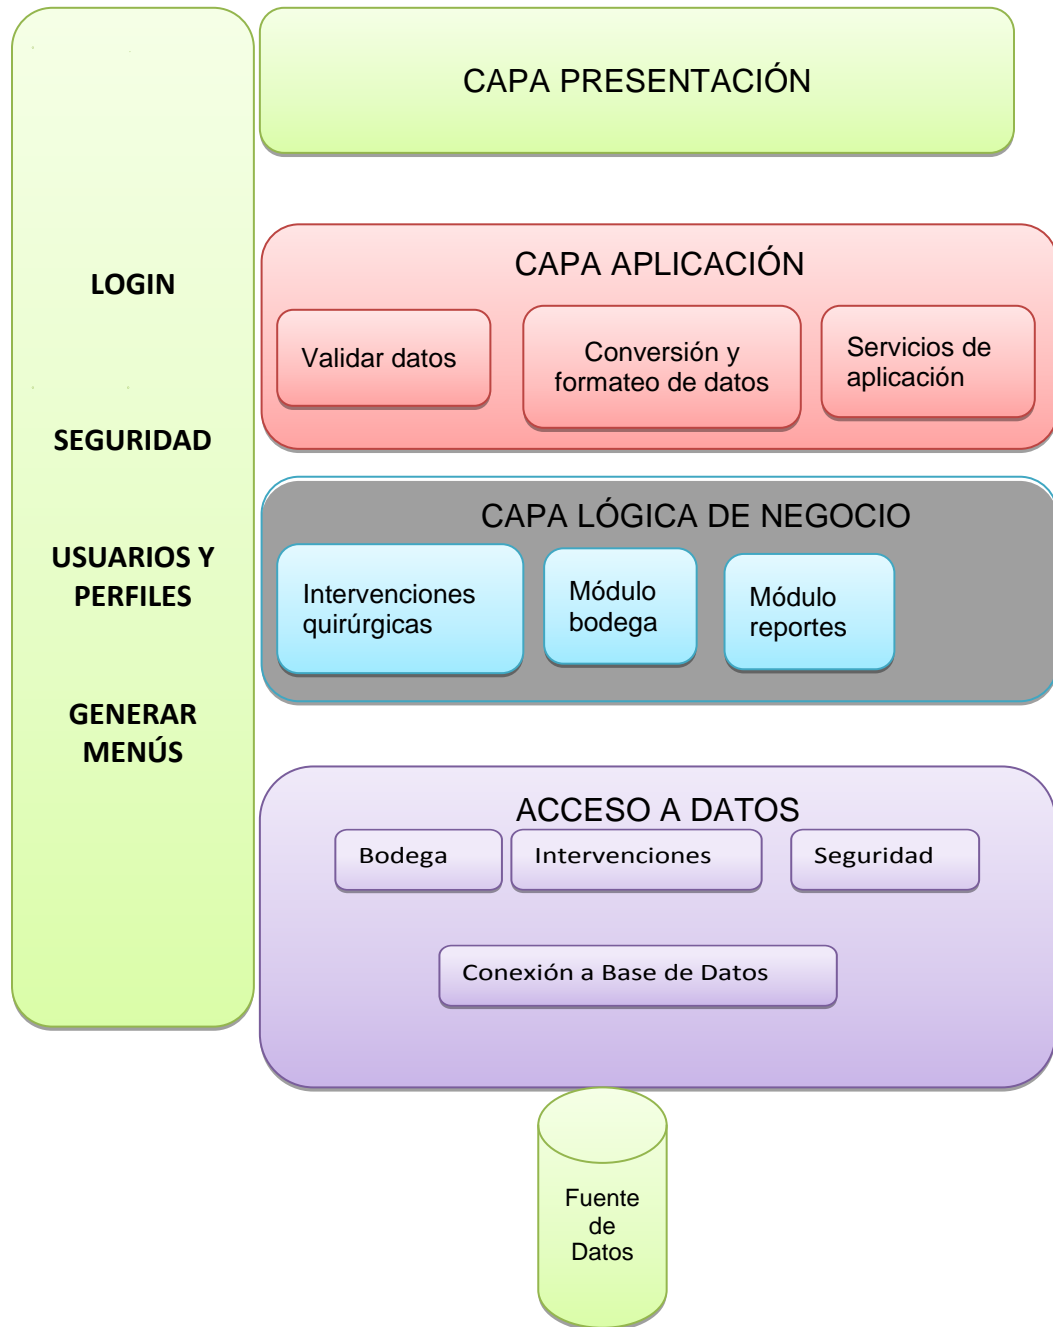 LOGIN
SEGURIDAD
USUARIOS Y
PERFILES
GENERAR
MENÚS
CAPA PRESENTACIÓN
CAPA APLICACIÓN
Validar datos
Conversión y
formateo de datos
Servicios de
aplicación
CAPA LÓGICA DE NEGOCIO
Intervenciones
quirúrgicas
Módulo
bodega
Módulo
reportes
ACCESO A DATOS
Bodega
Intervenciones
Seguridad
Conexión a Base de Datos
Fuente
de
Datos